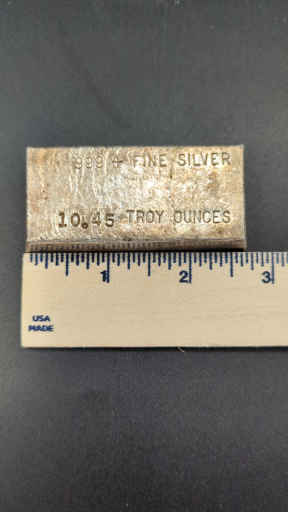 999 + FINE SILVER
10.45 TROY OUNCES
1 2 3
USA
MADE